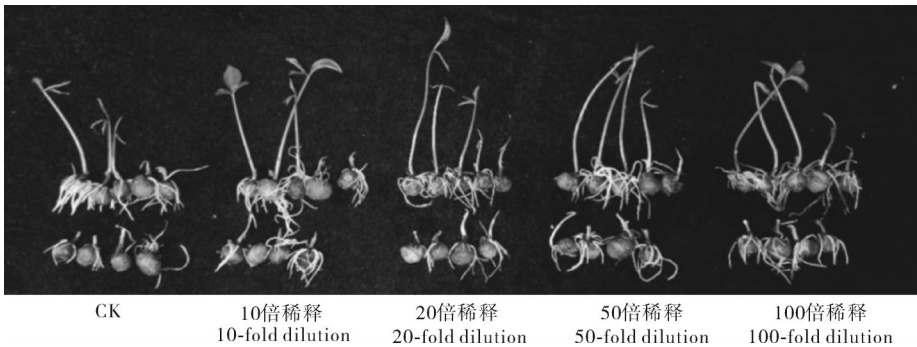 CK
10倍稀释
10-fold dilution
20倍稀释
20-fold dilution
50倍稀释
50-fold dilution
100倍稀释
100-fold dilution